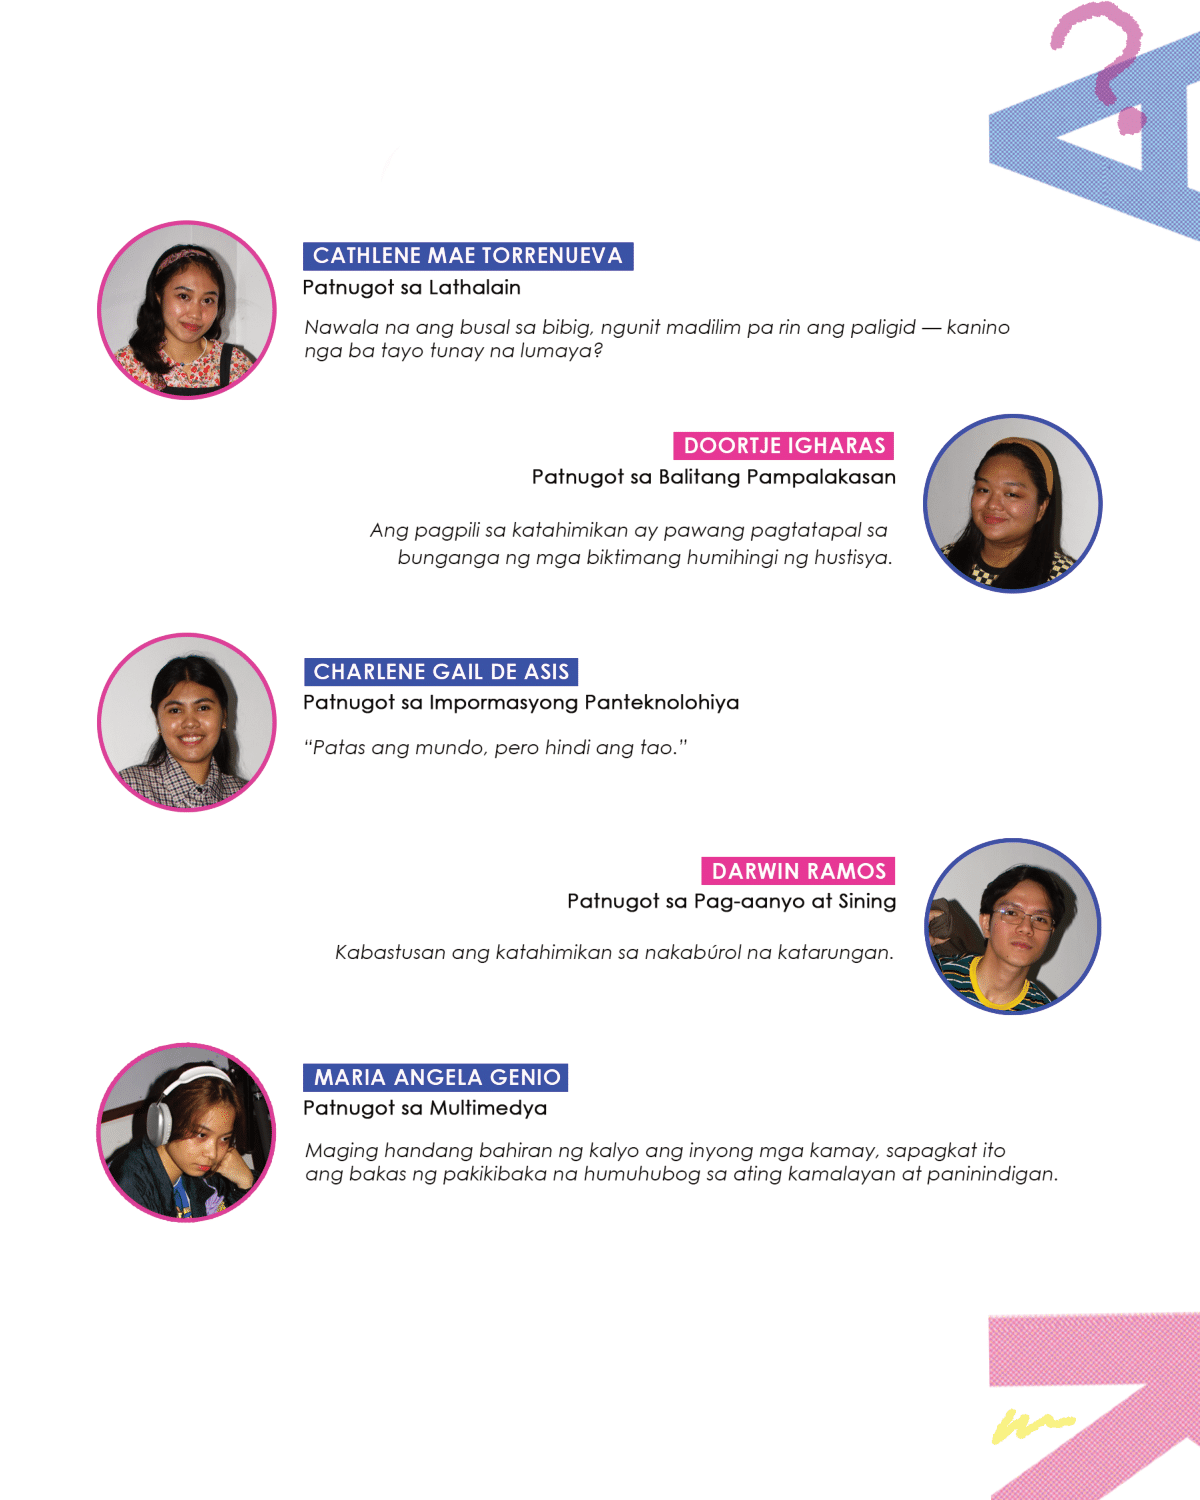 ?
A
CATHLENE MAE TORRENUEVA
Patnugot sa Lathalain
Nawala na ang busal sa bibig, ngunit madilim pa rin ang paligid — kanino
nga ba tayo tunay na lumaya?
DOORTJE IGHARAS
Patnugot sa Balitang Pampalakasan
Ang pagpili sa katahimikan ay pawang pagtatapal sa
bunganga ng mga biktimang humihingi ng hustisya.
CHARLENE GAIL DE ASIS
Patnugot sa Impormasyong Panteknolohiya
“Patas ang mundo, pero hindi ang tao.”
DARWIN RAMOS
Patnugot sa Pag-aanyo at Sining
Kabastusan ang katahimikan sa nakabúrol na katarungan.
MARIA ANGELA GENIO
Patnugot sa Multimedya
Maging handang bahiran ng kalyo ang inyong mga kamay, sapagkat ito
ang bakas ng pakikibaka na humuhubog sa ating kamalayan at paninindigan.
K